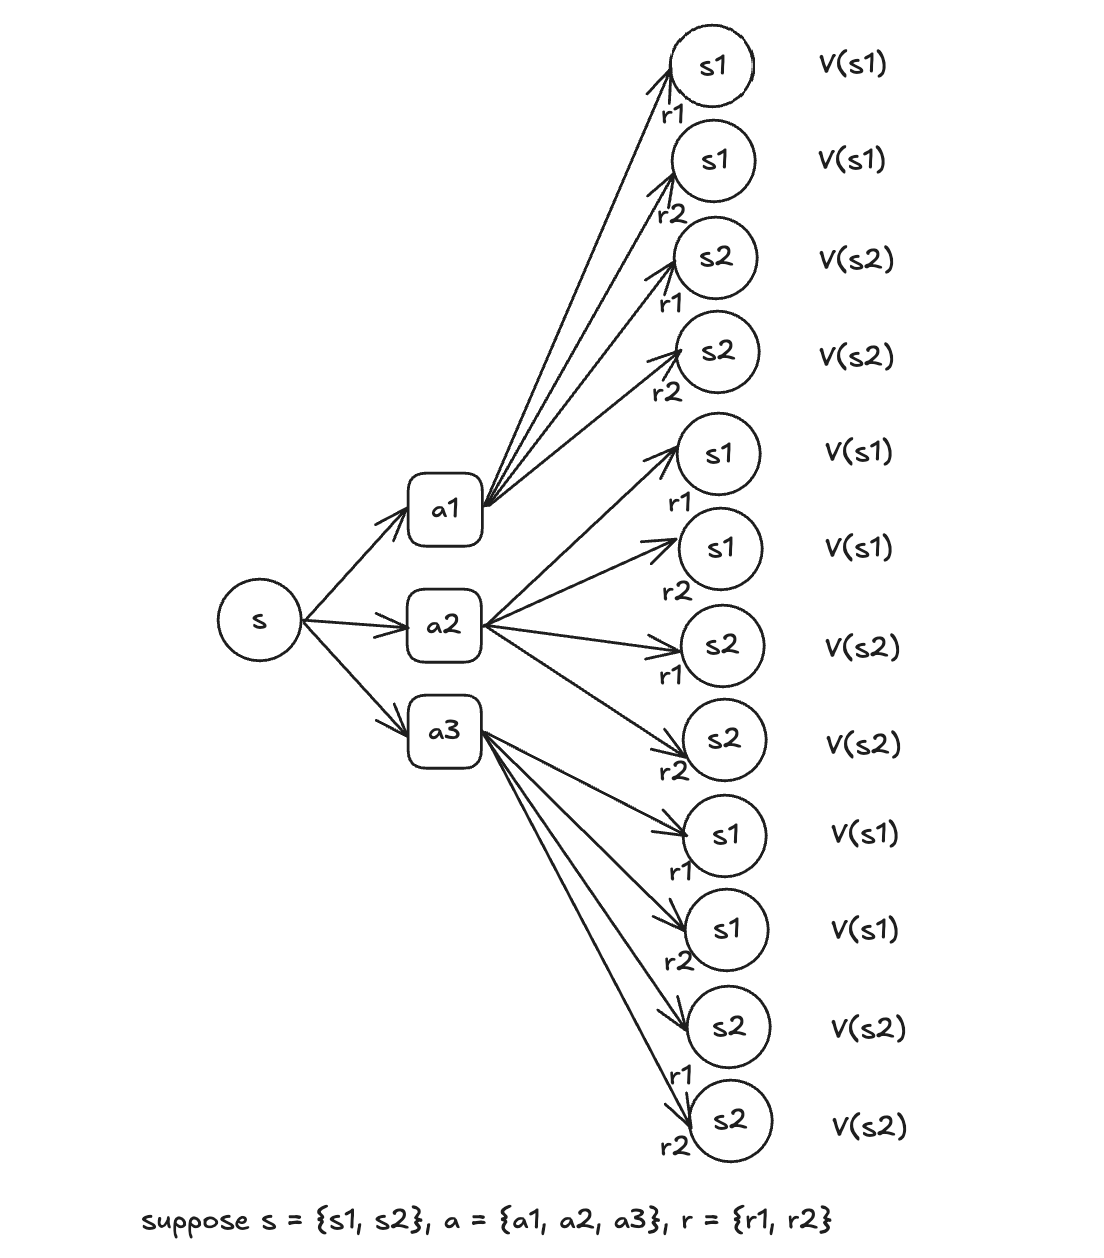 s1 V(s1)
r1
s1 V(s1)
r2
s2 V(s2)
r1
s2 V(s2)
r2
s1 V(s1)
r1
a1
s1 V(s1)
r2
s
a2
s2 V(s2)
r1
a3
s2 V(s2)
r2
s1 V(s1)
r1
s1 V(s1)
r2
s2 V(s2)
r1
s2 V(s2)
r2
suppose s = {s1, s2}, a = {a1, a2, a3}, r = {r1, r2}